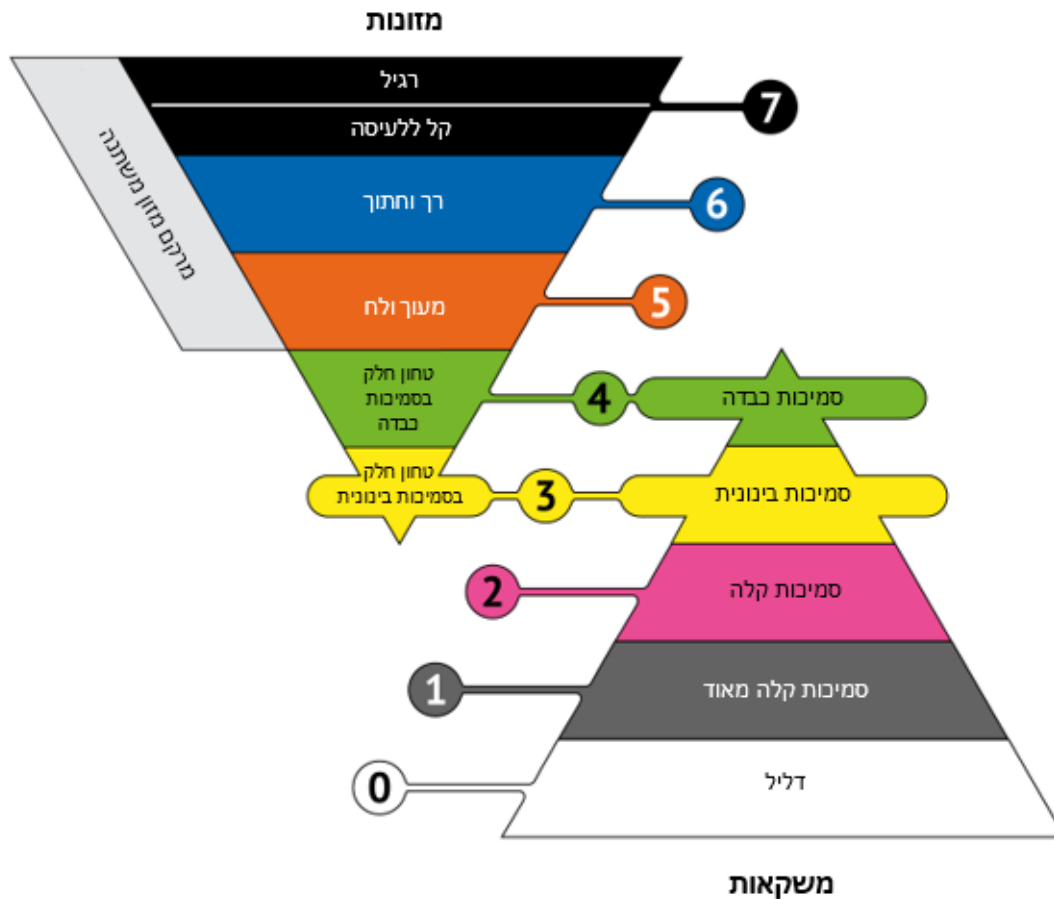 מזונות
רגיל
7
קל ללעיסה
מרקם מזון משתנה
רך וחתוך
6
מעוך ולח
5
טחון חלק
בסמיכות
כבדה
4
סמיכות כבדה
טחון חלק
בסמיכות בינונית
3
סמיכות בינונית
2
סמיכות קלה
1
סמיכות קלה מאוד
0
דליל
משקאות